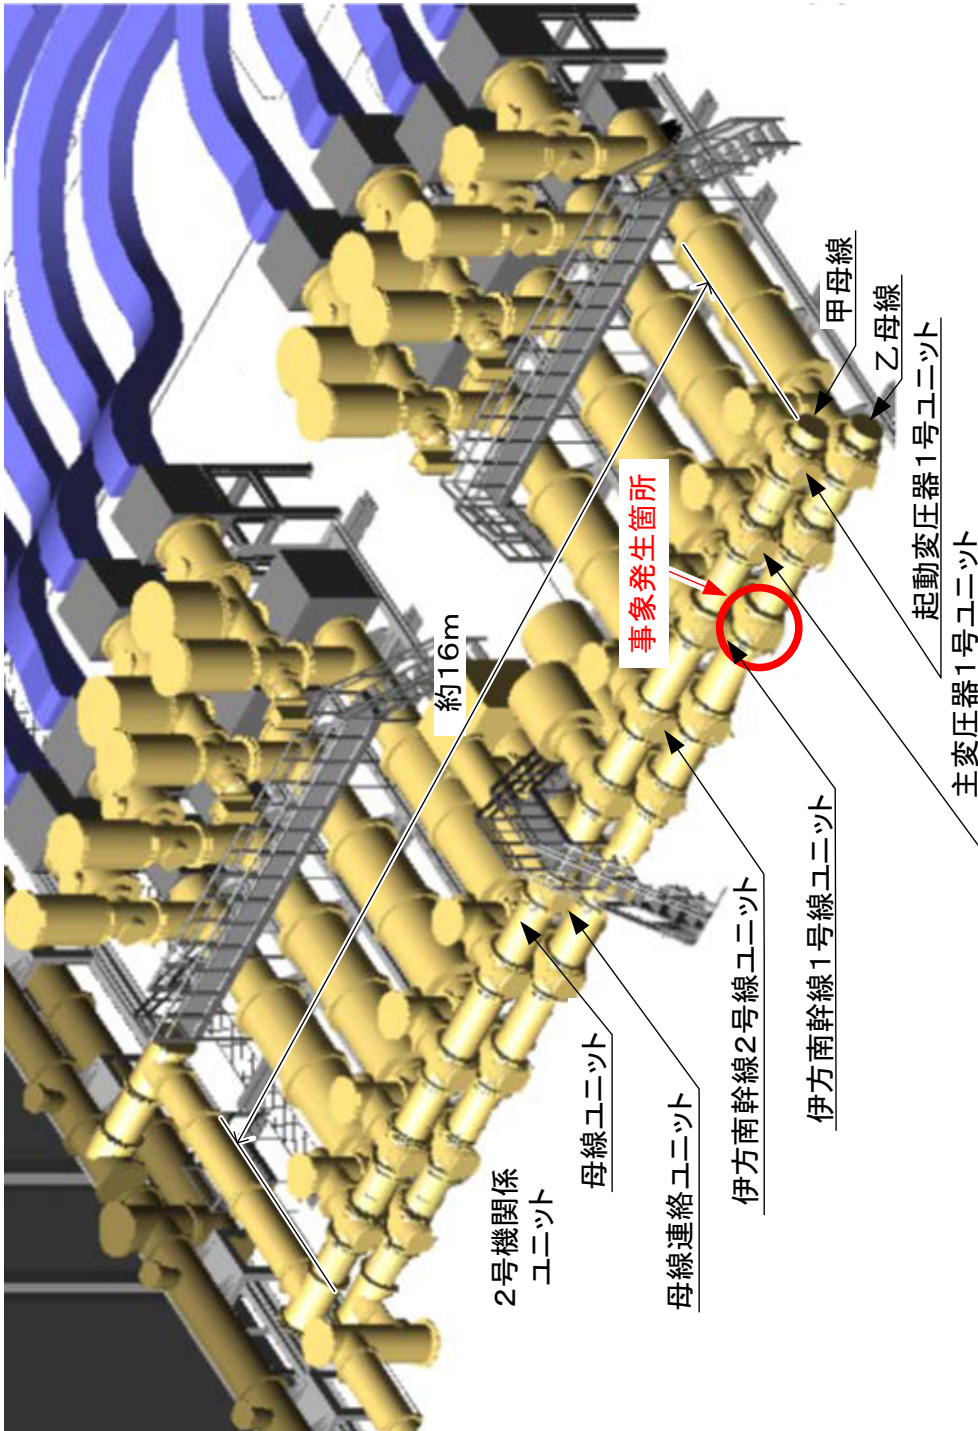 甲母線
乙母線
起動変圧器1号ユニット
主変圧器1号ユニット
事象発生箇所
約16m
伊方南幹線1号線ユニット
伊方南幹線2号線ユニット
母線連絡ユニット
母線ユニット
2号機関係
ユニット